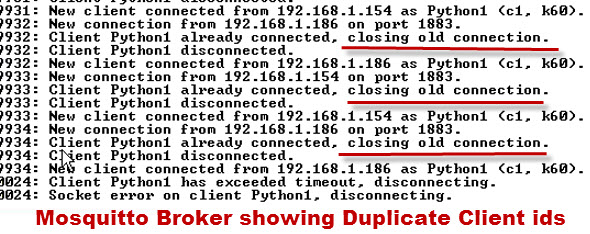 9931: New client connected from 192.168.1.154 as Python1 (c1, k60).
9932: New connection from 192.168.1.186 on port 1883.
9932: Client Python1 already connected, closing old connection.
9932: Client Python1 disconnected.
9932: New client connected from 192.168.1.186 as Python1 (c1, k60).
9933: New connection from 192.168.1.154 on port 1883.
9933: Client Python1 already connected, closing old connection.
9933: Client Python1 disconnected.
9933: New client connected from 192.168.1.154 as Python1 (c1, k60).
9934: New connection from 192.168.1.186 on port 1883.
9934: Client Python1 already connected, closing old connection.
9934: Client Python1 disconnected.
9934: New client connected from 192.168.1.186 as Python1 (c1, k60).
0024: Client Python1 has exceeded timeout, disconnecting.
0024: Socket error on client Python1, disconnecting.
Mosquitto Broker showing Duplicate Client ids